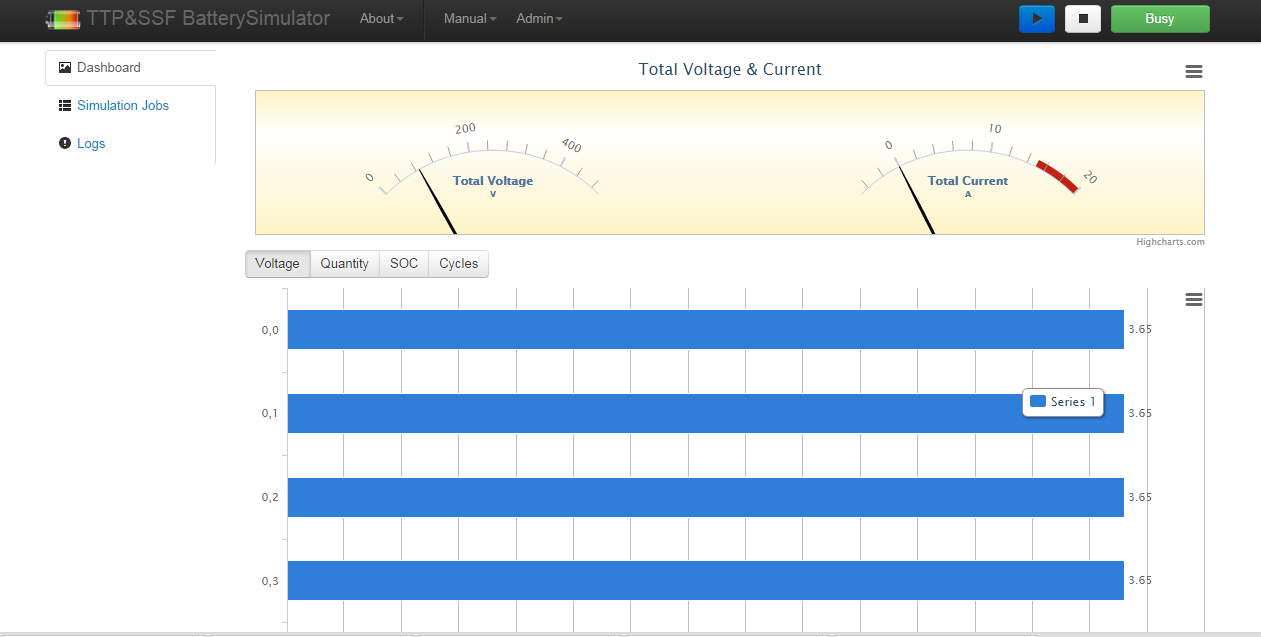 TTP&SSF BatterySimulator About Manual Admin Busy
Dashboard
Simulation Jobs
Logs
Total Voltage & Current
0 200 400
Total Voltage
V
0 10 20
Total Current
A
Highcharts.com
Voltage Quantity SOC Cycles
0,0 3.65
Series 1
0,1 3.65
0,2 3.65
0,3 3.65